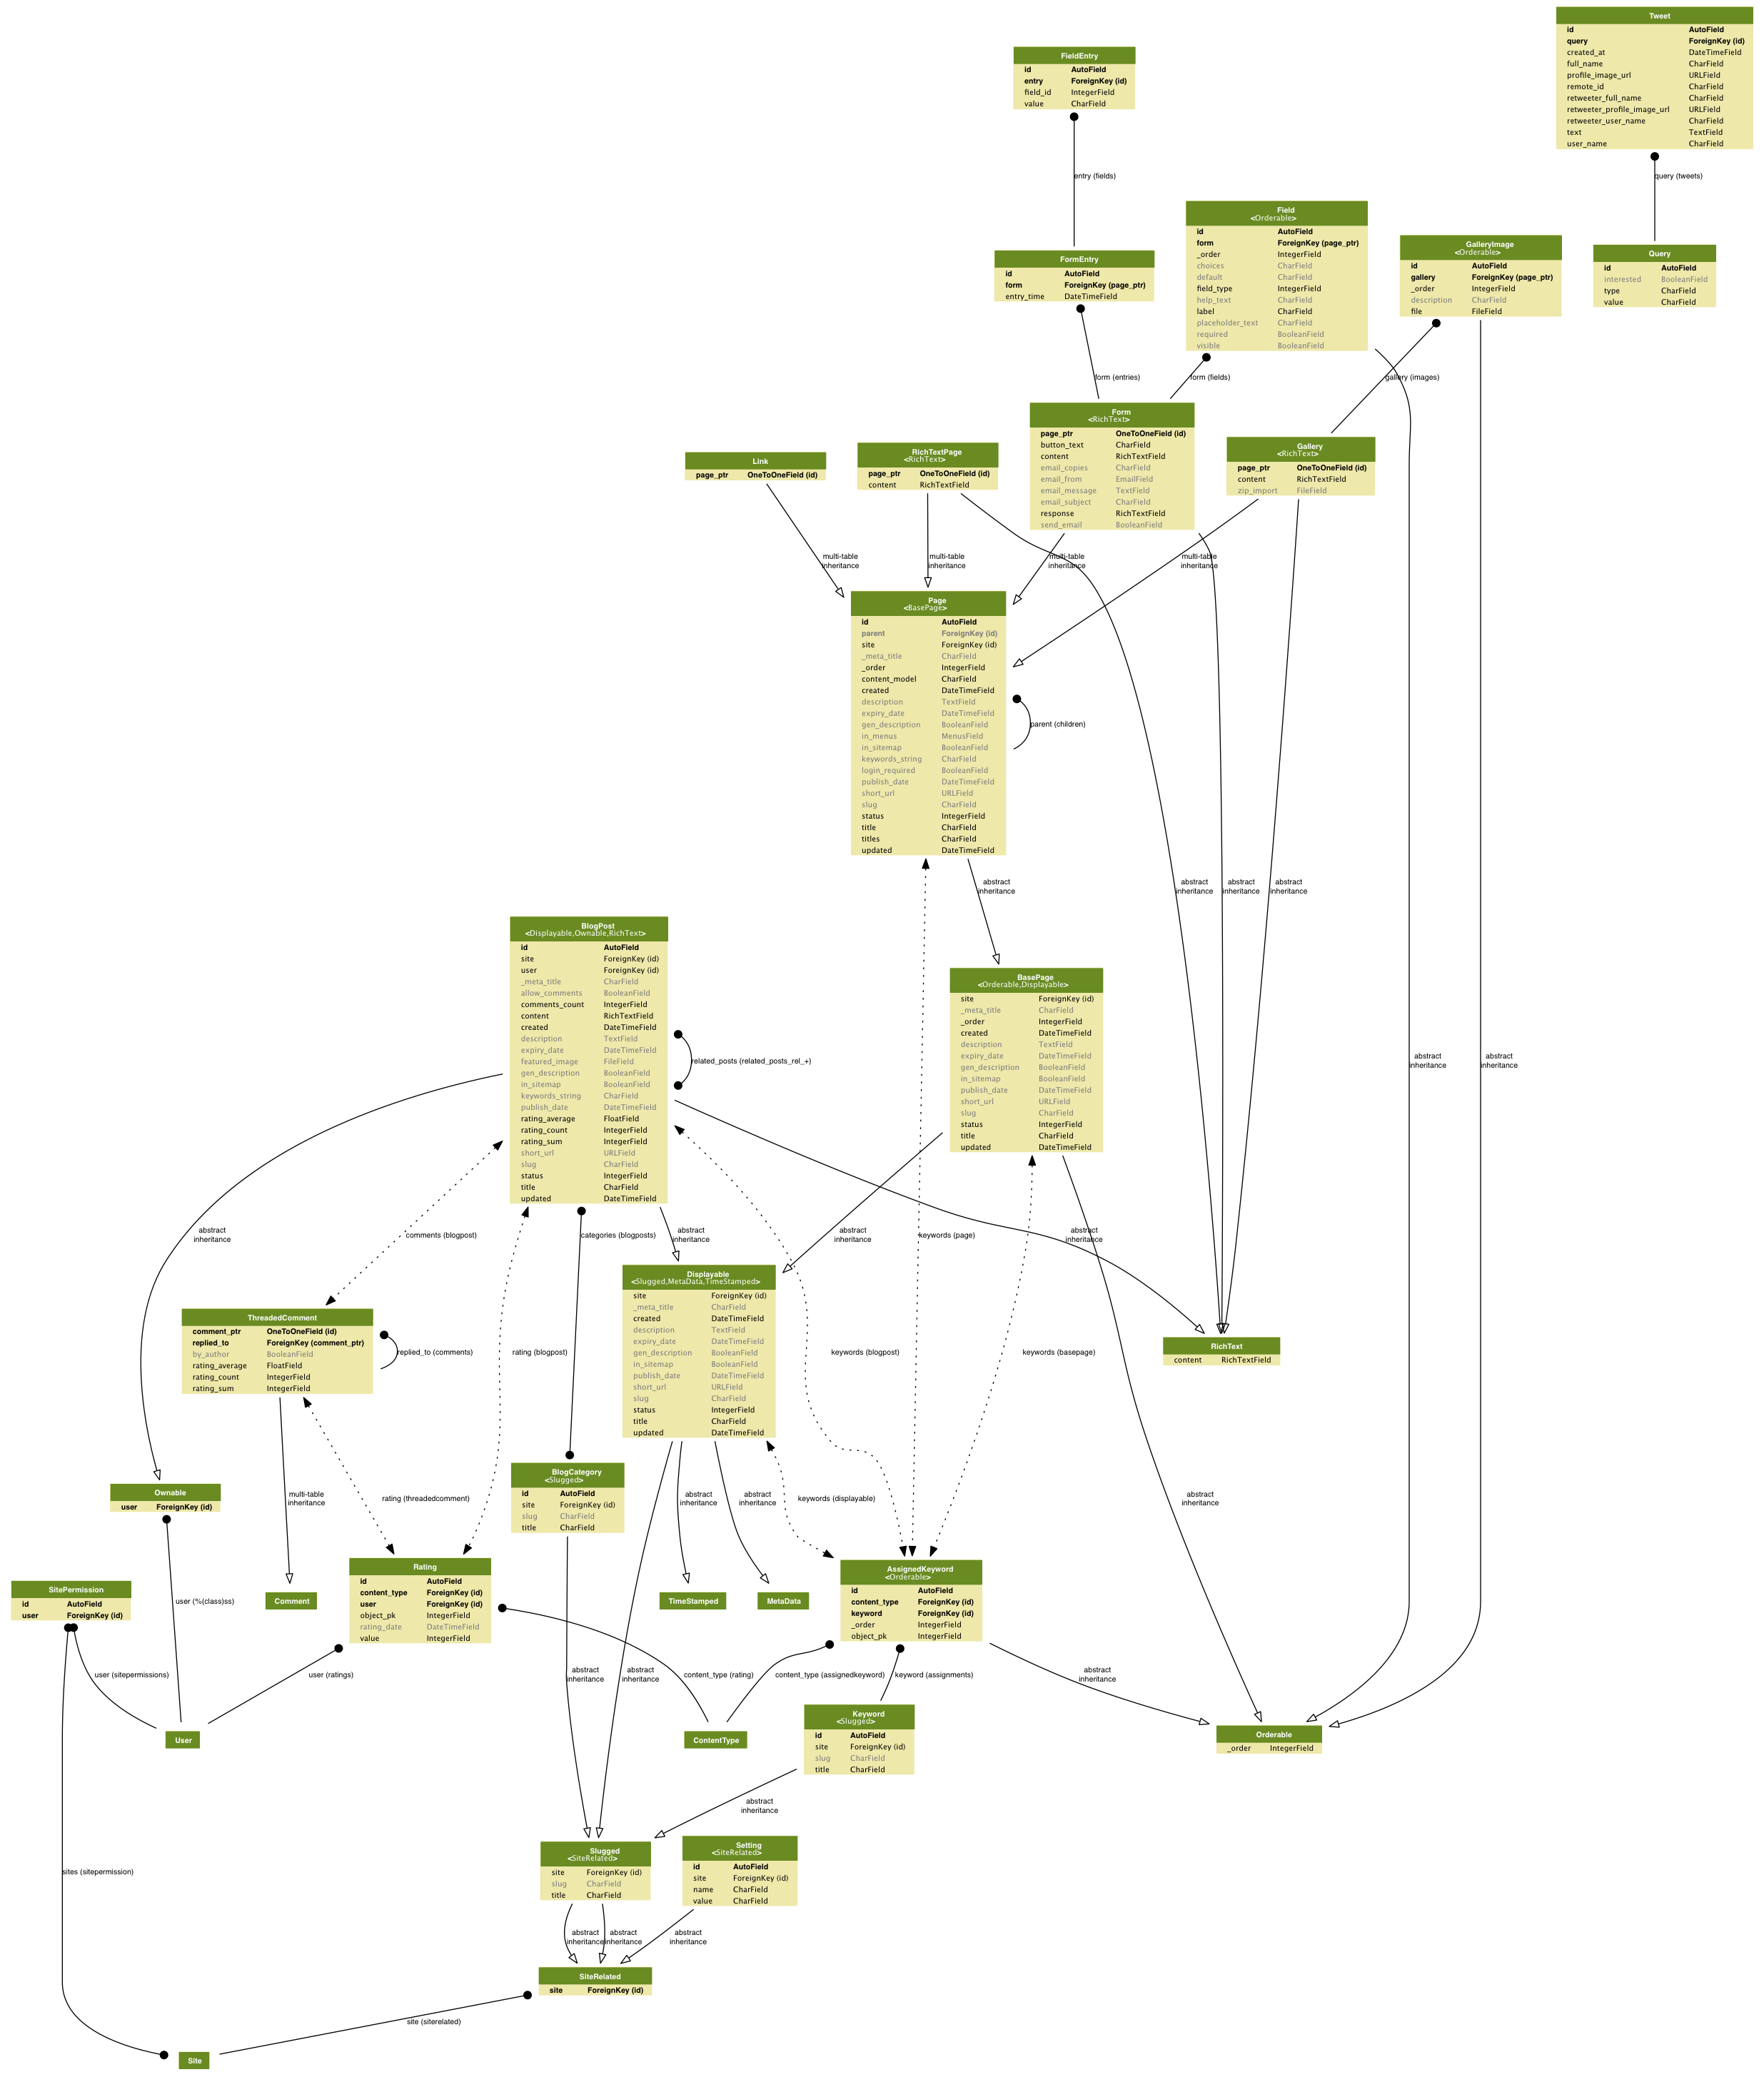 Tweet
id AutoField
query ForeignKey (id)
created_at DateTimeField
full_name CharField
profile_image_url URLField
remote_id CharField
retweeter_full_name CharField
retweeter_profile_image_url URLField
retweeter_user_name CharField
text TextField
user_name CharField
FieldEntry
id AutoField
entry ForeignKey (id)
field_id IntegerField
value CharField
entry (fields)
query (tweets)
Field
<Orderable>
id AutoField
form ForeignKey (page_ptr)
_order IntegerField
choices CharField
default CharField
field_type IntegerField
help_text CharField
label CharField
placeholder_text CharField
required BooleanField
visible BooleanField
GalleryImage
<Orderable>
id AutoField
gallery ForeignKey (page_ptr)
_order IntegerField
description CharField
file FileField
Query
id AutoField
interested BooleanField
type CharField
value CharField
FormEntry
id AutoField
form ForeignKey (page_ptr)
entry_time DateTimeField
form (entries)
form (fields)
gallery (images)
Form
<RichText>
page_ptr OneToOneField (id)
button_text CharField
content RichTextField
email_copies CharField
email_from EmailField
email_message TextField
email_subject CharField
response RichTextField
send_email BooleanField
Gallery
<RichText>
page_ptr OneToOneField (id)
content RichTextField
zip_import FileField
RichTextPage
<RichText>
page_ptr OneToOneField (id)
content RichTextField
Link
page_ptr OneToOneField (id)
multi-table
inheritance
multi-table
inheritance
multi-table
inheritance
multi-table
inheritance
Page
<BasePage>
id AutoField
parent ForeignKey (id)
site ForeignKey (id)
_meta_title CharField
_order IntegerField
content_model CharField
created DateTimeField
description TextField
expiry_date DateTimeField
gen_description BooleanField
in_menus MenusField
in_sitemap BooleanField
keywords_string CharField
login_required BooleanField
publish_date DateTimeField
short_url URLField
slug CharField
status IntegerField
title CharField
titles CharField
updated DateTimeField
parent (children)
abstract
inheritance
abstract
inheritance
abstract
inheritance
abstract
inheritance
BlogPost
<Displayable,Ownable,RichText>
id AutoField
site ForeignKey (id)
user ForeignKey (id)
_meta_title CharField
allow_comments BooleanField
comments_count IntegerField
content RichTextField
created DateTimeField
description TextField
expiry_date DateTimeField
featured_image FileField
gen_description BooleanField
in_sitemap BooleanField
keywords_string CharField
publish_date DateTimeField
rating_average FloatField
rating_count IntegerField
rating_sum IntegerField
short_url URLField
slug CharField
status IntegerField
title CharField
updated DateTimeField
related_posts (related_posts_rel_+)
BasePage
<Orderable,Displayable>
site ForeignKey (id)
_meta_title CharField
_order IntegerField
created DateTimeField
description TextField
expiry_date DateTimeField
gen_description BooleanField
in_sitemap BooleanField
publish_date DateTimeField
short_url URLField
slug CharField
status IntegerField
title CharField
updated DateTimeField
abstract
inheritance
abstract
inheritance
abstract
inheritance
comments (blogpost)
categories (blogposts)
abstract
inheritance
abstract
inheritance
keywords (page)
abstract
inheritance
Displayable
<Slugged,MetaData,TimeStamped>
site ForeignKey (id)
_meta_title CharField
created DateTimeField
description TextField
expiry_date DateTimeField
gen_description BooleanField
in_sitemap BooleanField
publish_date DateTimeField
short_url URLField
slug CharField
status IntegerField
title CharField
updated DateTimeField
ThreadedComment
comment_ptr OneToOneField (id)
replied_to ForeignKey (comment_ptr)
by_author BooleanField
rating_average FloatField
rating_count IntegerField
rating_sum IntegerField
replied_to (comments)
rating (blogpost)
keywords (blogpost)
keywords (basepage)
RichText
content RichTextField
BlogCategory
<Slugged>
id AutoField
site ForeignKey (id)
slug CharField
title CharField
Ownable
user ForeignKey (id)
multi-table
inheritance
rating (threadedcomment)
abstract
inheritance
abstract
inheritance
keywords (displayable)
abstract
inheritance
SitePermission
id AutoField
user ForeignKey (id)
user (%(class)ss)
Comment
Rating
id AutoField
content_type ForeignKey (id)
user ForeignKey (id)
object_pk IntegerField
rating_date DateTimeField
value IntegerField
TimeStamped
MetaData
AssignedKeyword
<Orderable>
id AutoField
content_type ForeignKey (id)
keyword ForeignKey (id)
_order IntegerField
object_pk IntegerField
user (sitepermissions)
user (ratings)
abstract
inheritance
abstract
inheritance
content_type (rating)
content_type (assignedkeyword)
keyword (assignments)
abstract
inheritance
User
ContentType
Keyword
<Slugged>
id AutoField
site ForeignKey (id)
slug CharField
title CharField
Orderable
_order IntegerField
abstract
inheritance
sites (sitepermission)
Slugged
<SiteRelated>
site ForeignKey (id)
slug CharField
title CharField
Setting
<SiteRelated>
id AutoField
site ForeignKey (id)
name CharField
value CharField
abstract
inheritance
abstract
inheritance
abstract
inheritance
SiteRelated
site ForeignKey (id)
site (siterelated)
Site